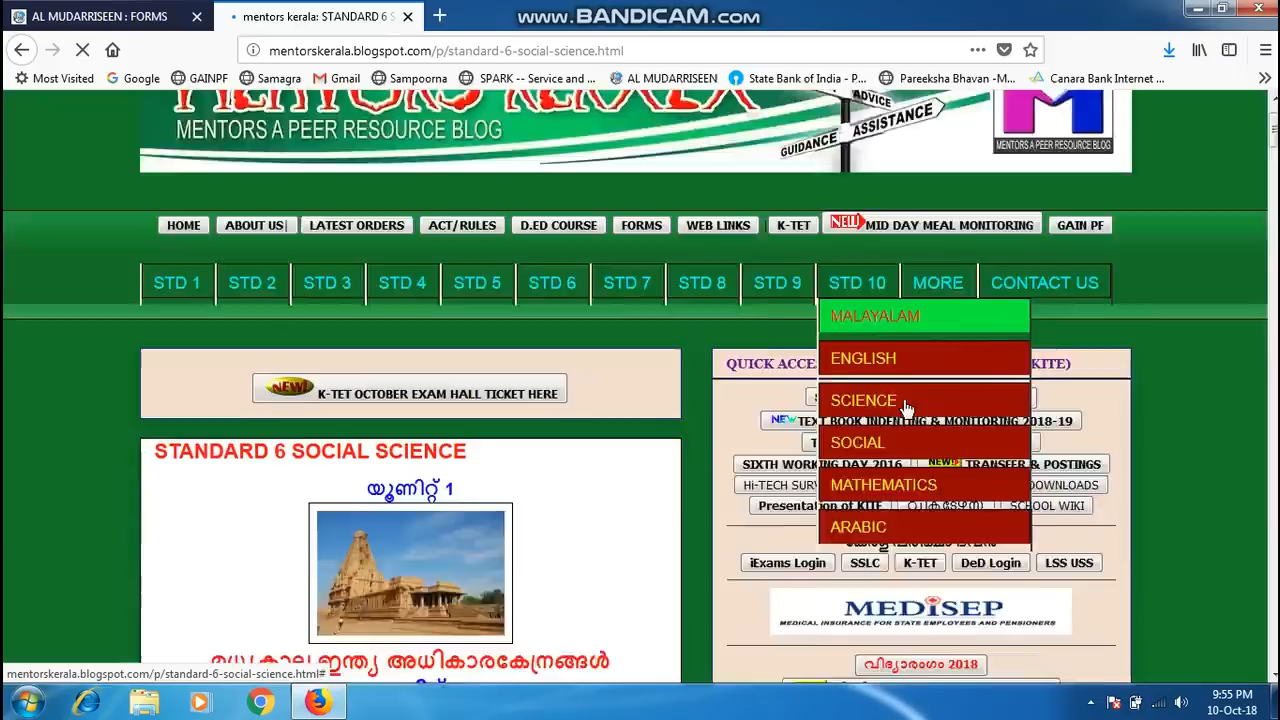 AL MUDARRISEEN : FORMS
mentors kerala: STANDARD 6 S
www.BANDICAM.com
mentorskerala.blogspot.com/p/standard-6-social-science.html
Most Visited
Google
GAINPF
Samagra
Gmail
Sampoorna
SPARK -- Service and ...
AL MUDARRISEEN
State Bank of India - P...
Pareeksha Bhavan -M...
Canara Bank Internet ...
MENTORS A PEER RESOURCE BLOG
ADVICE
GUIDANCE
ASSISTANCE
MENTORS A PEER RESOURCE BLOG
HOME
ABOUT US|
LATEST ORDERS
ACT/RULES
D.ED COURSE
FORMS
WEB LINKS
K-TET
NEW MID DAY MEAL MONITORING
GAIN PF
STD 1
STD 2
STD 3
STD 4
STD 5
STD 6
STD 7
STD 8
STD 9
STD 10
MORE
CONTACT US
MALAYALAM
ENGLISH
SCIENCE
SOCIAL
MATHEMATICS
ARABIC
NEW! K-TET OCTOBER EXAM HALL TICKET HERE
STANDARD 6 SOCIAL SCIENCE
യൂണിറ്റ് 1
QUICK ACCE
KITE)
NEW TEXT BOOK INDENTING & MONITORING 2018-19
SIXTH WORKING DAY 2016
NEW! TRANSFER & POSTINGS
Hi-TECH SURV
DOWNLOADS
Presentation of KITE
SCHOOL WIKI
iExams Login
SSLC
K-TET
DeD Login
LSS USS
MEDISEP
MEDICAL INSURANCE FOR STATE EMPLOYEES AND PENSIONERS
വിദ്യാരംഗം 2018
മധ്യകാല ഇന്ത്യ അധികാരകേന്ദ്രങ്ങൾ
mentorskerala.blogspot.com/p/standard-6-social-science.html#
9:55 PM
10-Oct-18